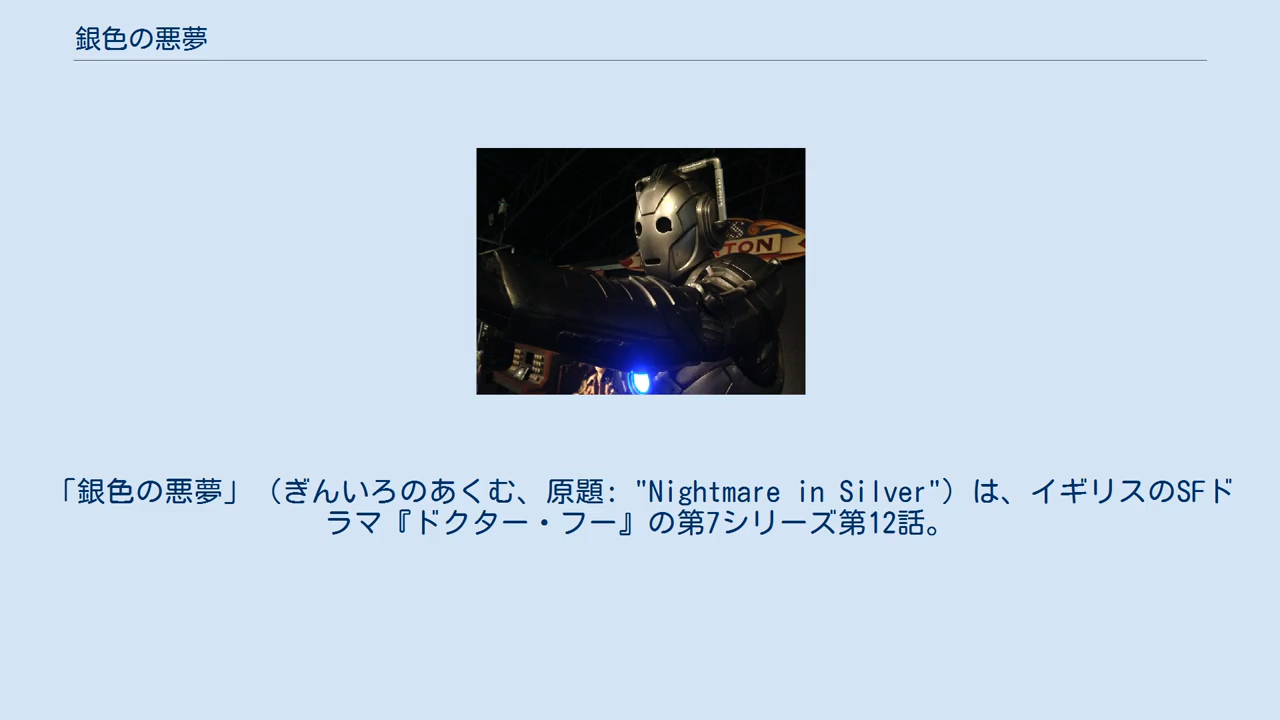 銀色の悪夢
TON
「銀色の悪夢」（ぎんいろのあくむ、原題: "Nightmare in Silver"）は、イギリスのSFド
ラマ『ドクター・フー』の第7シリーズ第12話。